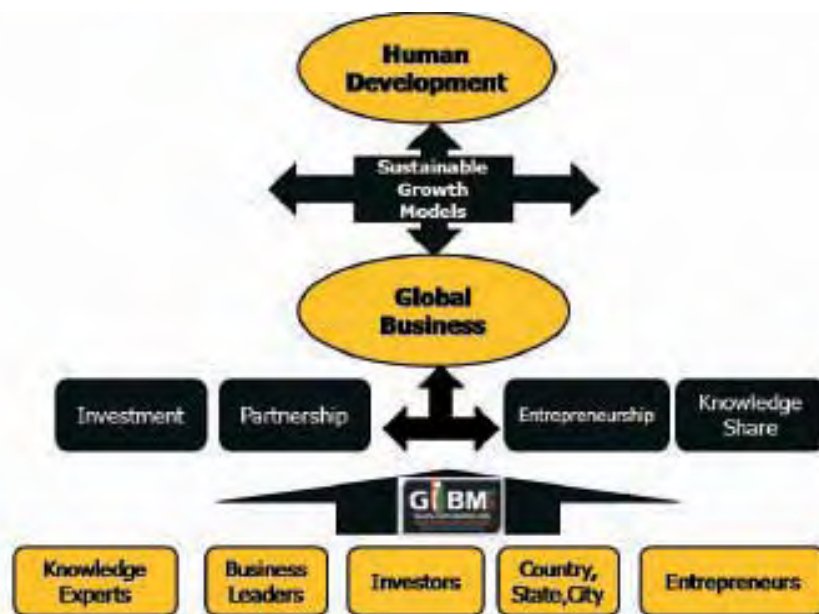 Human
Development
Sustainable
Growth
Models
Global
Business
Investment
Partnership
Entrepreneurship
Knowledge
Share
GIBM
Knowledge
Experts
Business
Leaders
Investors
Country,
State,City
Entrepreneurs